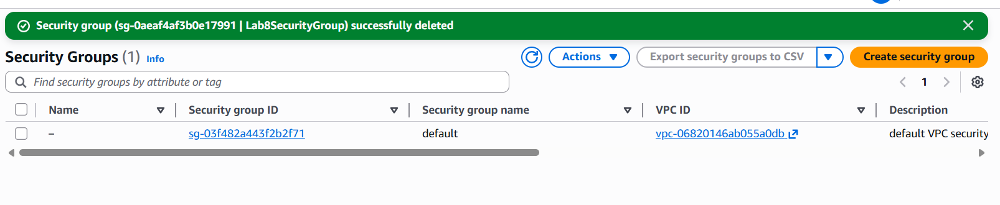 Security group (sg-0aeaf4af3b0e17991 | Lab8SecurityGroup) successfully deleted
Security Groups (1) Info
Actions
Export security groups to CSV
Create security group
Find security groups by attribute or tag
1
Name Security group ID Security group name VPC ID Description
– sg-03f482a443f2b2f71 default vpc-06820146ab055a0db default VPC security